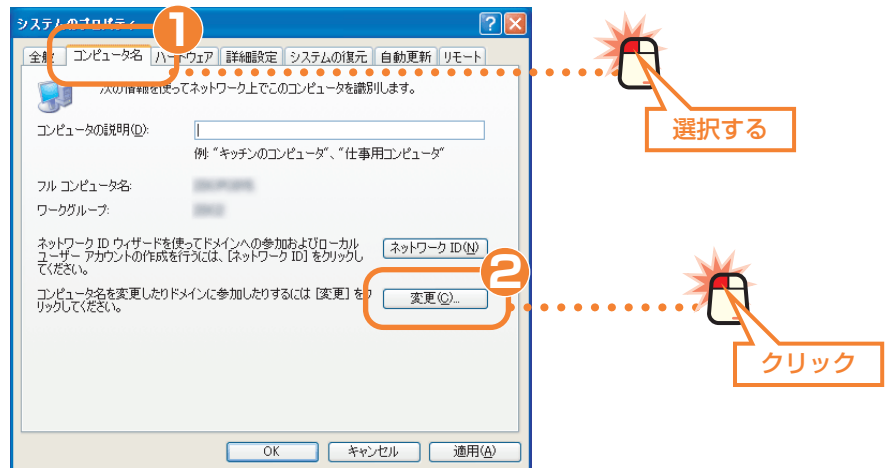 システムのプロパティ
1
?
全般 コンピュータ名 ハードウェア 詳細設定 システムの復元 自動更新 リモート
次の情報を使ってネットワーク上でこのコンピュータを識別します。
コンピュータの説明(D):
例: “キッチンのコンピュータ”、“仕事用コンピュータ”
フル コンピュータ名:
ワークグループ:
ネットワーク ID ウィザードを使ってドメインへの参加およびローカル
ユーザー アカウントの作成を行うには、[ネットワーク ID] をクリックし
てください。
ネットワーク ID(N)
2
コンピュータ名を変更したりドメインに参加したりするには [変更] をク
リックしてください。
変更(C)...
OK キャンセル 適用(A)
選択する
クリック